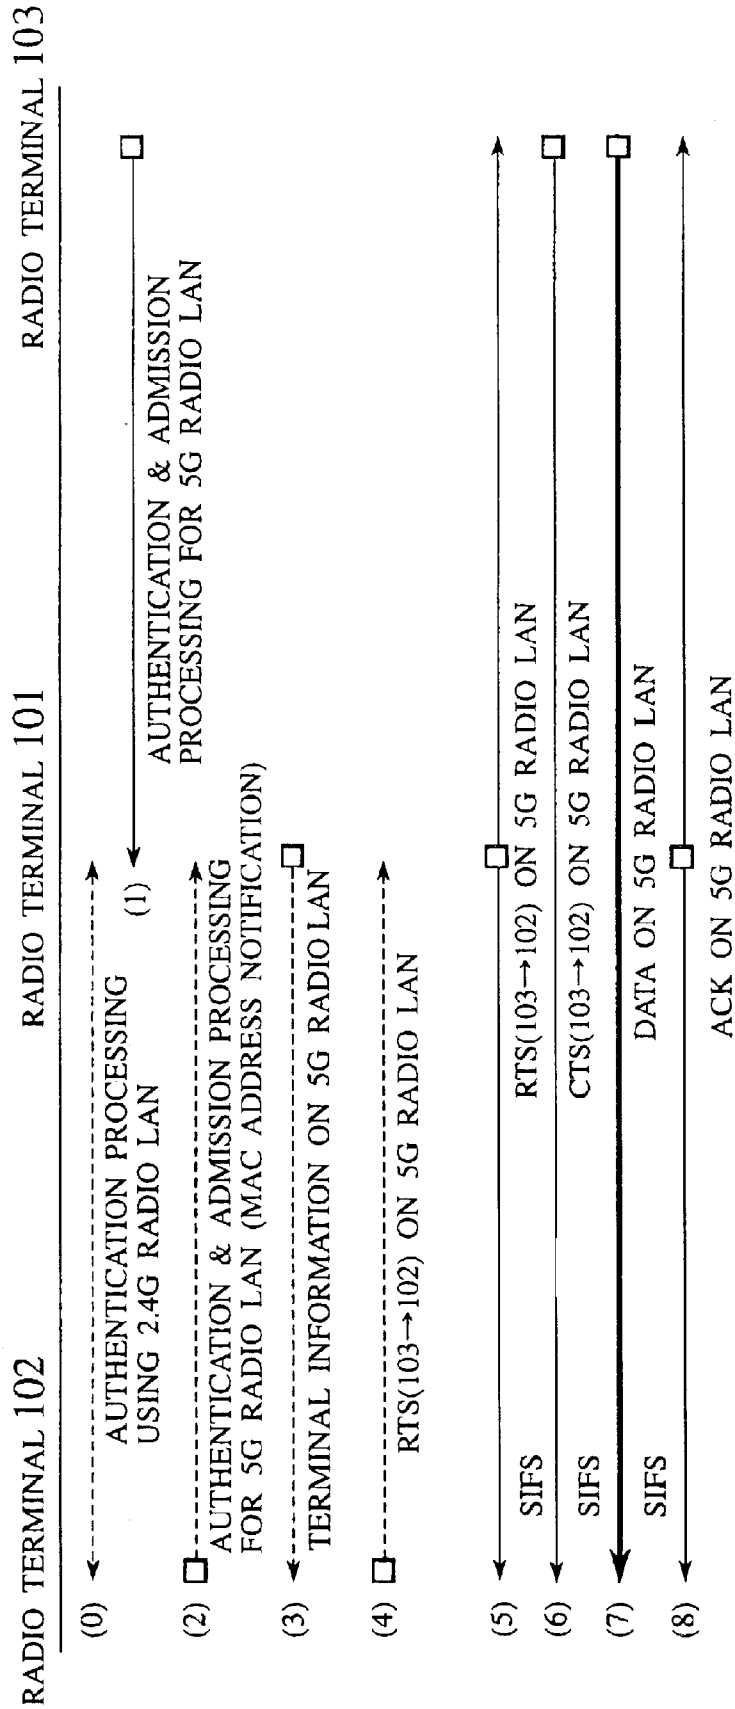 RADIO TERMINAL 102
RADIO TERMINAL 101
RADIO TERMINAL 103
(0)
AUTHENTICATION PROCESSING
USING 2.4G RADIO LAN
(1)
AUTHENTICATION & ADMISSION
PROCESSING FOR 5G RADIO LAN
(2)
AUTHENTICATION & ADMISSION PROCESSING
FOR 5G RADIO LAN (MAC ADDRESS NOTIFICATION)
(3)
TERMINAL INFORMATION ON 5G RADIO LAN
(4)
RTS(103→102) ON 5G RADIO LAN
(5)
RTS(103→102) ON 5G RADIO LAN
SIFS
(6)
CTS(103→102) ON 5G RADIO LAN
SIFS
(7)
DATA ON 5G RADIO LAN
SIFS
(8)
ACK ON 5G RADIO LAN